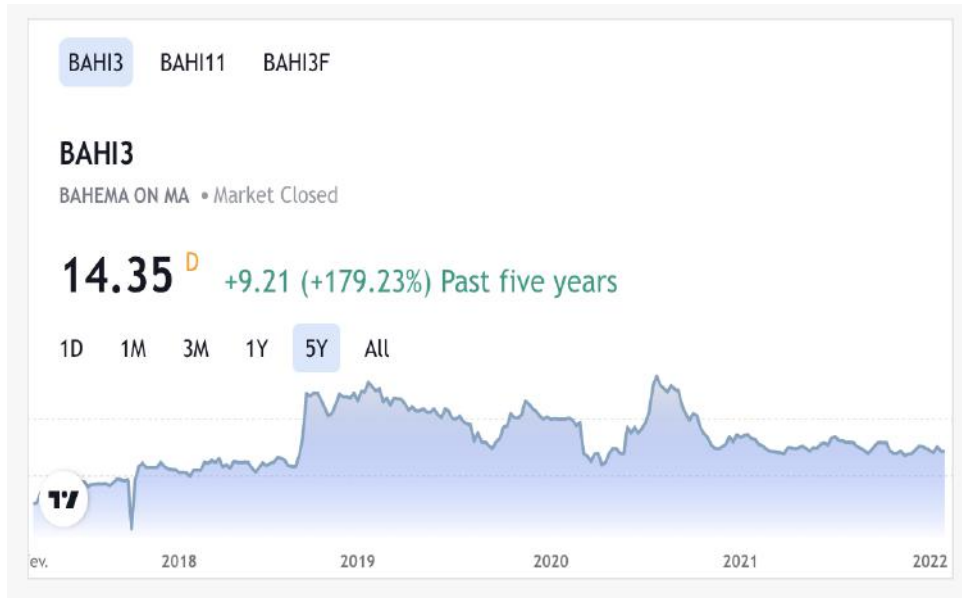 BAHI3 BAHI11 BAHI3F
BAHI3
BAHEMA ON MA • Market Closed
14.35 D +9.21 (+179.23%) Past five years
1D 1M 3M 1Y 5Y All
ev. 2018 2019 2020 2021 2022